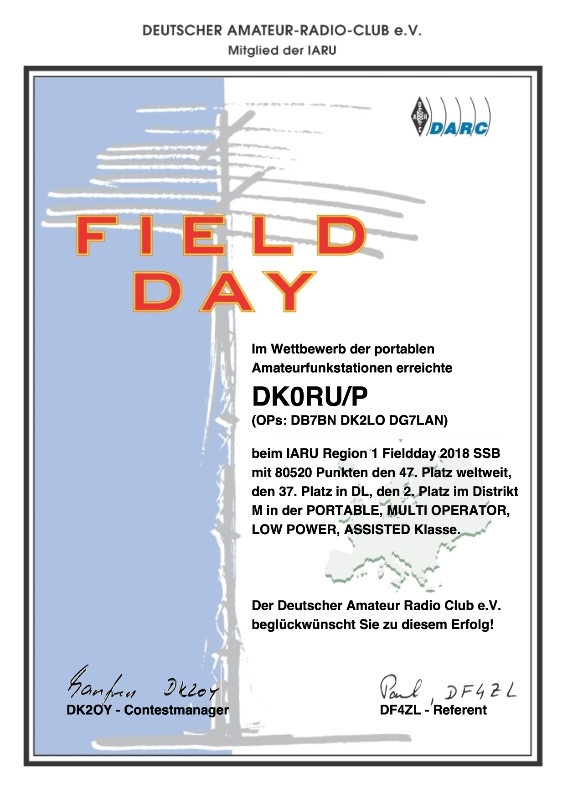 DEUTSCHER AMATEUR-RADIO-CLUB e.V.
Mitglied der IARU
DARC
FIELD
DAY
Im Wettbewerb der portablen
Amateurfunkstationen erreichte
DK0RU/P
(OPs: DB7BN DK2LO DG7LAN)
beim IARU Region 1 Fieldday 2018 SSB
mit 80520 Punkten den 47. Platz weltweit,
den 37. Platz in DL, den 2. Platz im Distrikt
M in der PORTABLE, MULTI OPERATOR,
LOW POWER, ASSISTED Klasse.
Der Deutscher Amateur Radio Club e.V.
beglückwünscht Sie zu diesem Erfolg!
Manfred DK2OY
Paul, DF4ZL
DK2OY - Contestmanager
DF4ZL - Referent